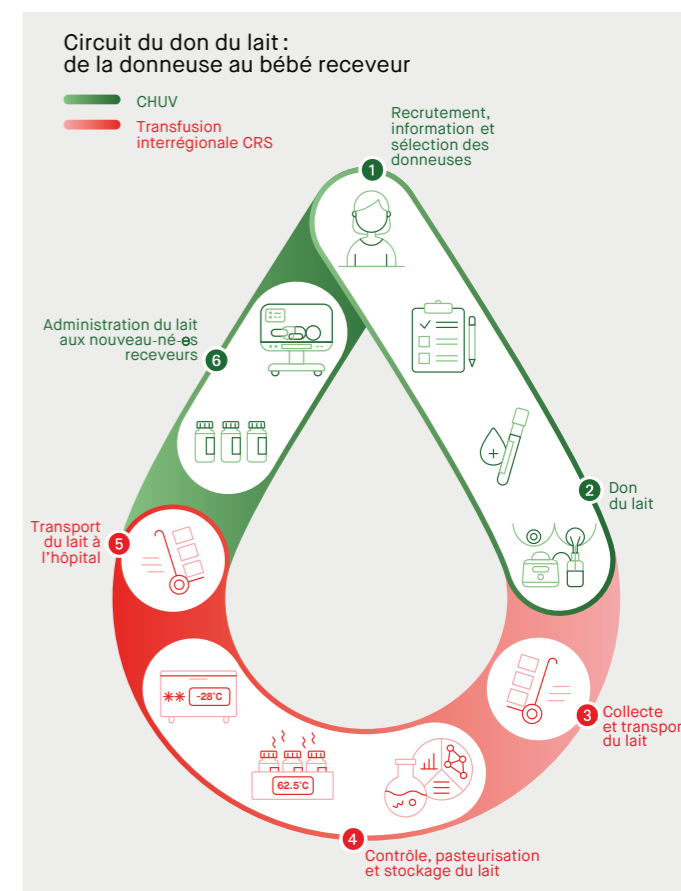 Circuit du don du lait :
de la donneuse au bébé receveur
CHUV
Transfusion
interrégionale CRS
1
Recrutement,
information et
sélection des
donneuses
2
Don
du lait
3
Collecte
et transpor
du lait
4
Contrôle, pasteurisation
et stockage du lait
62.5°C
-28°C
5
Transport
du lait à
l'hôpital
6
Administration du lait
aux nouveau-né-es
receveurs